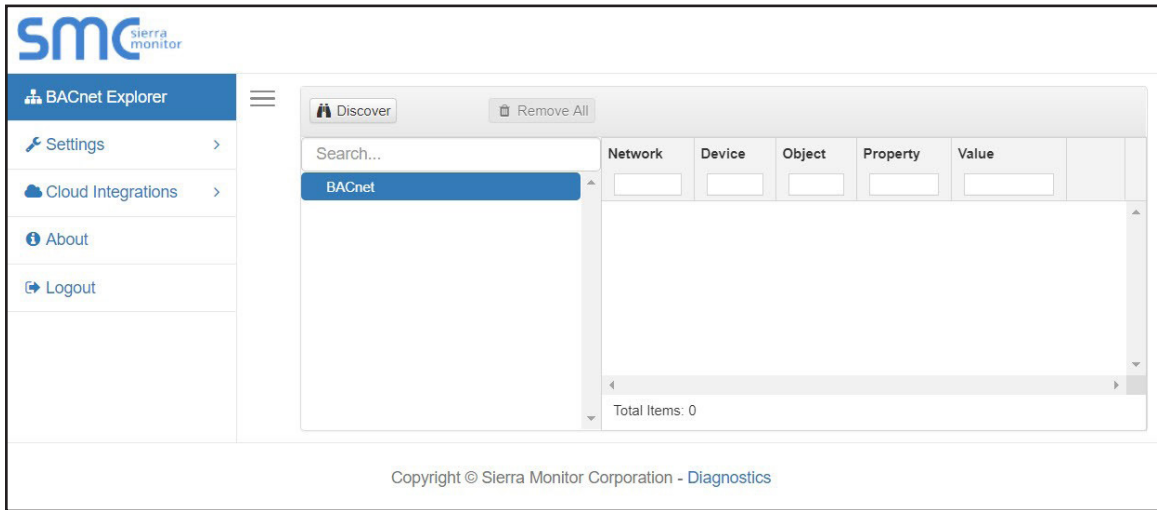 SMC sierra monitor
BACnet Explorer
Settings
Cloud Integrations
About
Logout
Discover
Remove All
Search...
BACnet
Network Device Object Property Value
Total Items: 0
Copyright © Sierra Monitor Corporation - Diagnostics